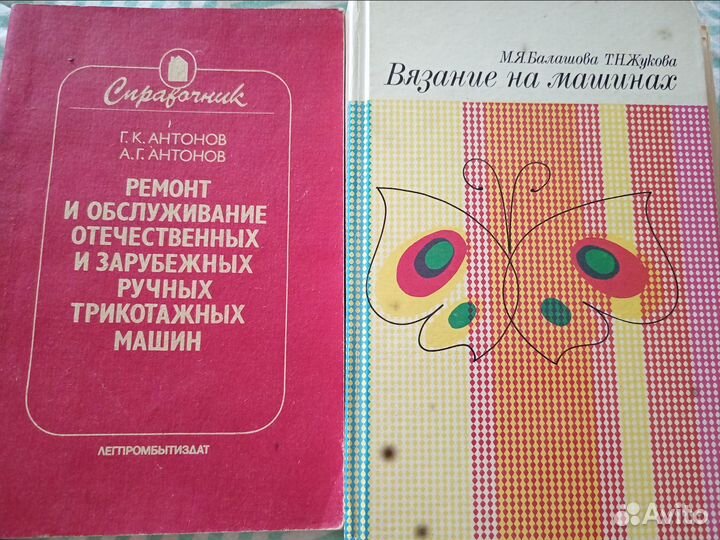 Справочник
Г. К. АНТОНОВ
А. Г. АНТОНОВ
РЕМОНТ
И ОБСЛУЖИВАНИЕ
ОТЕЧЕСТВЕННЫХ
И ЗАРУБЕЖНЫХ
РУЧНЫХ
ТРИКОТАЖНЫХ
МАШИН
ЛЕГПРОМБЫТИЗДАТ
М.Я.Балашова Т.Н.Жукова
Вязание на машинах
Avito